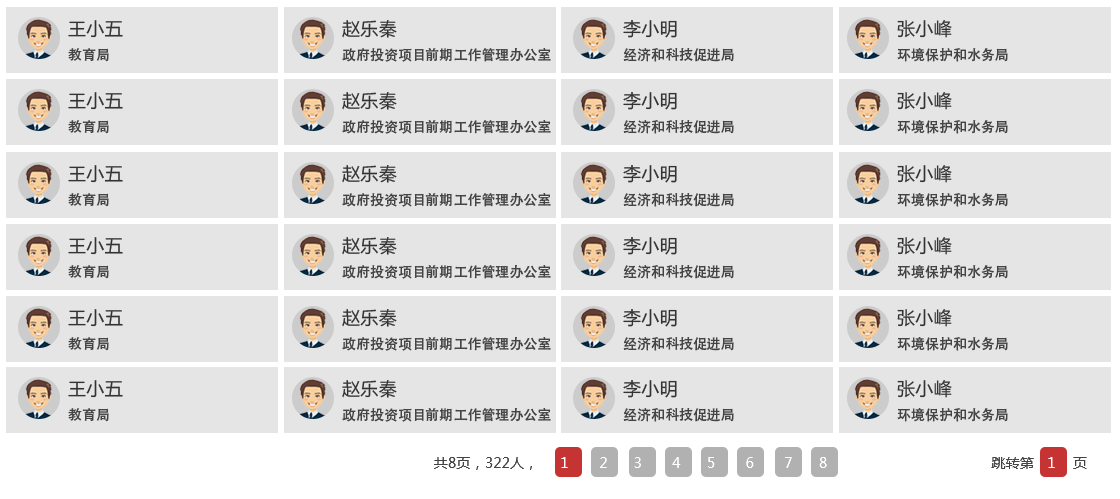 王小五
教育局
赵乐秦
政府投资项目前期工作管理办公室
李小明
经济和科技促进局
张小峰
环境保护和水务局
王小五
教育局
赵乐秦
政府投资项目前期工作管理办公室
李小明
经济和科技促进局
张小峰
环境保护和水务局
王小五
教育局
赵乐秦
政府投资项目前期工作管理办公室
李小明
经济和科技促进局
张小峰
环境保护和水务局
王小五
教育局
赵乐秦
政府投资项目前期工作管理办公室
李小明
经济和科技促进局
张小峰
环境保护和水务局
王小五
教育局
赵乐秦
政府投资项目前期工作管理办公室
李小明
经济和科技促进局
张小峰
环境保护和水务局
王小五
教育局
赵乐秦
政府投资项目前期工作管理办公室
李小明
经济和科技促进局
张小峰
环境保护和水务局
共8页，322人， 1 2 3 4 5 6 7 8 跳转第 1 页